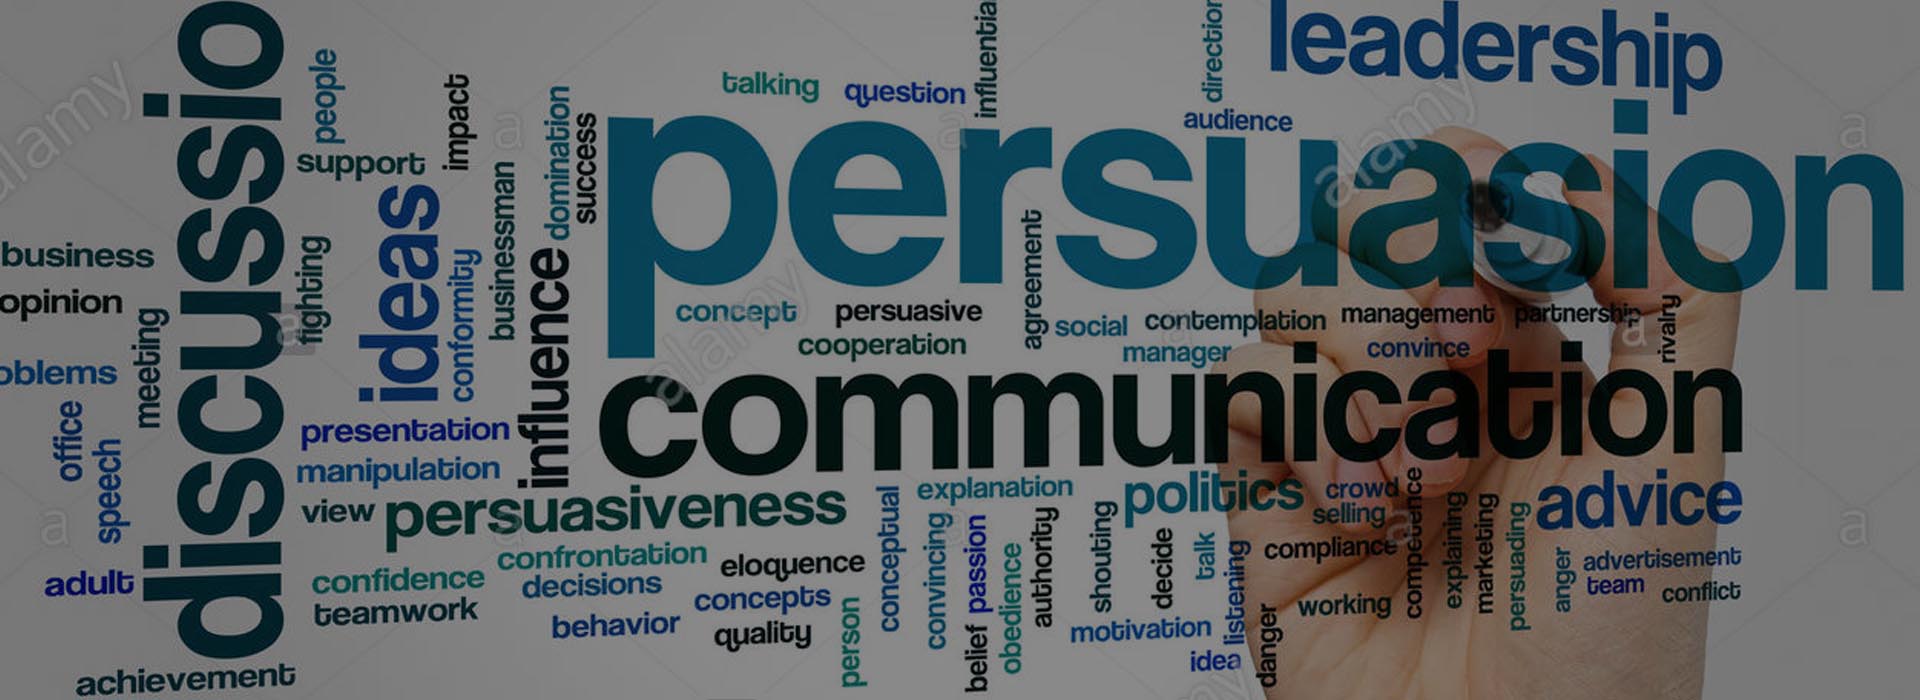 leadership
influential
direction
talking
question
audience
persuasion
people
impact
domination
success
support
discussio
ideas
businessman
conformity
fighting
influence
business
opinion
meeting
oblems
office
speech
agreement
concept
persuasive
cooperation
social
contemplation
management
partnership
rivalry
manager
convince
communication
presentation
manipulation
view
persuasiveness
explanation
politics
crowd
selling
advice
competence
conceptual
convincing
passion
belief
obedience
authority
shouting
decide
talk
listening
explaining
marketing
persuading
anger
compliance
advertisement
team
conflict
working
confrontation
eloquence
confidence
decisions
concepts
teamwork
behavior
quality
person
motivation
idea
danger
adult
achievement
alamy
alamy
alamy
alamy
a
a
a
a
a
a
a
a